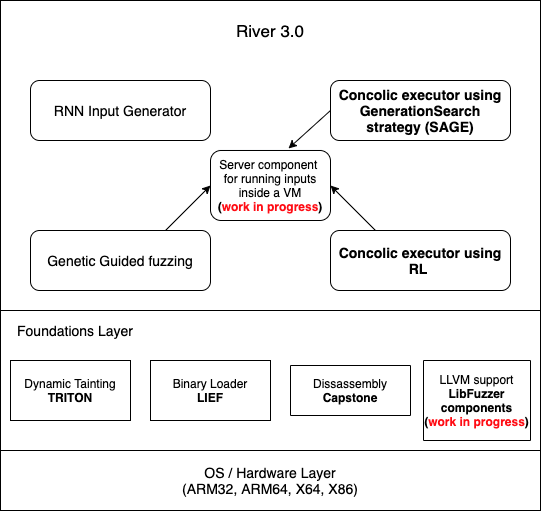 River 3.0
RNN Input Generator
Concolic executor using
GenerationSearch
strategy (SAGE)
Server component
for running inputs
inside a VM
(work in progress)
Genetic Guided fuzzing
Concolic executor using
RL
Foundations Layer
Dynamic Tainting
TRITON
Binary Loader
LIEF
Dissassembly
Capstone
LLVM support
LibFuzzer
components
(work in progress)
OS / Hardware Layer
(ARM32, ARM64, X64, X86)